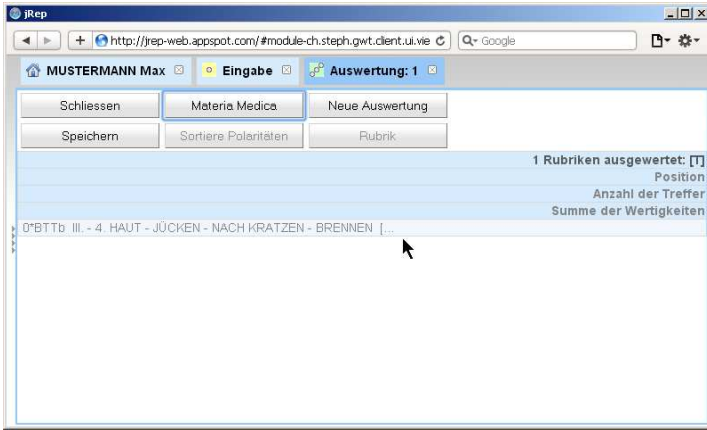 jRep
http://jrep-web.appspot.com/#module-ch.steph.gwt.client.ui.vie
Google
MUSTERMANN Max
Eingabe
Auswertung: 1
Schliessen
Materia Medica
Neue Auswertung
Speichern
Sortiere Polaritäten
Rubrik
1 Rubriken ausgewertet: [T]
Position
Anzahl der Treffer
Summe der Wertigkeiten
0*BTTb III. - 4. HAUT - JÜCKEN - NACH KRATZEN - BRENNEN [...